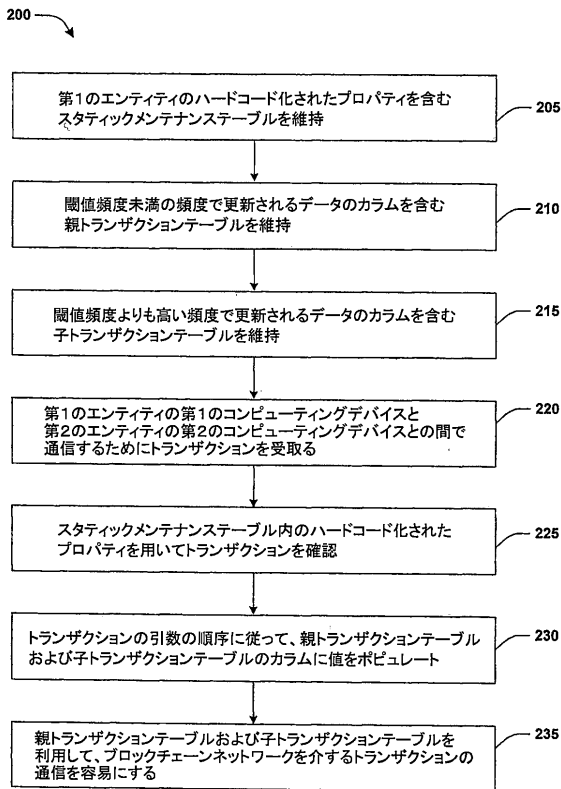 200
第1のエンティティのハードコード化されたプロパティを含む
スタティックメンテナンステーブルを維持
205
閾値頻度未満の頻度で更新されるデータのカラムを含む
親トランザクションテーブルを維持
210
閾値頻度よりも高い頻度で更新されるデータのカラムを含む
子トランザクションテーブルを維持
215
第1のエンティティの第1のコンピューティングデバイスと
第2のエンティティの第2のコンピューティングデバイスとの間で
通信するためにトランザクションを受取る
220
スタティックメンテナンステーブル内のハードコード化された
プロパティを用いてトランザクションを確認
225
トランザクションの引数の順序に従って、親トランザクションテーブル
および子トランザクションテーブルのカラムに値をポピュレート
230
親トランザクションテーブルおよび子トランザクションテーブルを
利用して、ブロックチェーンネットワークを介するトランザクションの
通信を容易にする
235